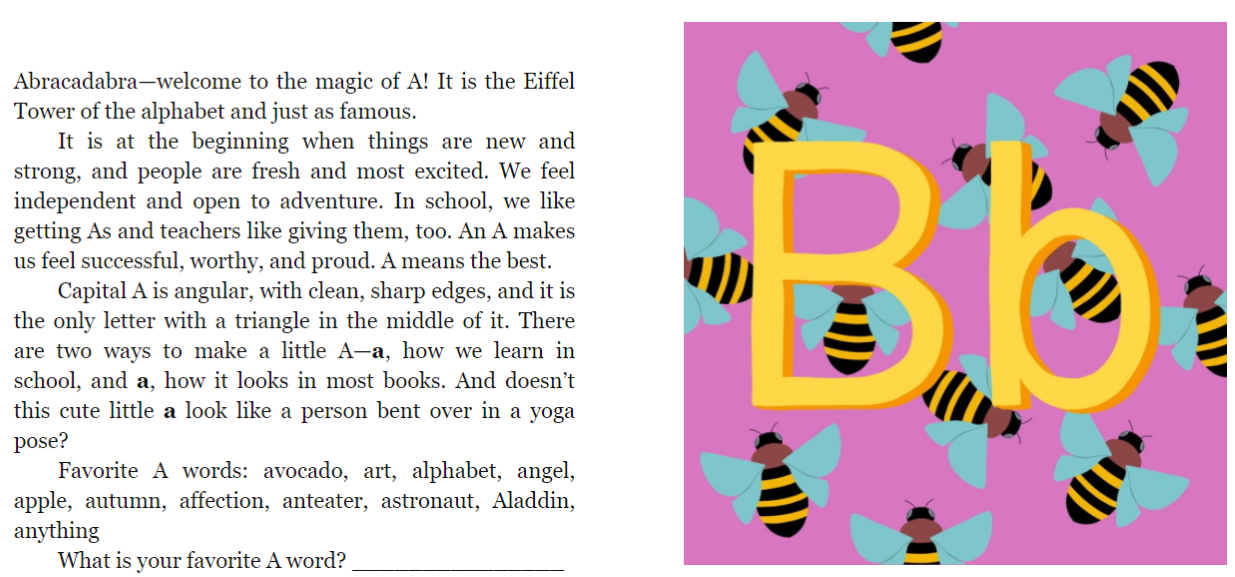 Abracadabra—welcome to the magic of A! It is the Eiffel
Tower of the alphabet and just as famous.
It is at the beginning when things are new and
strong, and people are fresh and most excited. We feel
independent and open to adventure. In school, we like
getting As and teachers like giving them, too. An A makes
us feel successful, worthy, and proud. A means the best.
Capital A is angular, with clean, sharp edges, and it is
the only letter with a triangle in the middle of it. There
are two ways to make a little A—a, how we learn in
school, and a, how it looks in most books. And doesn’t
this cute little a look like a person bent over in a yoga
pose?
Favorite A words: avocado, art, alphabet, angel,
apple, autumn, affection, anteater, astronaut, Aladdin,
anything
What is your favorite A word? _______________
Bb